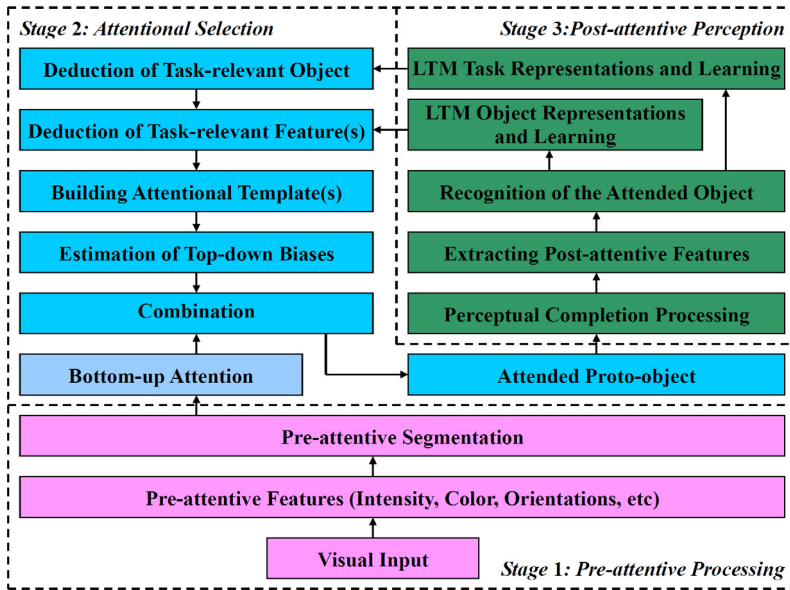 Stage 2: Attentional Selection
Stage 3:Post-attentive Perception
Deduction of Task-relevant Object
LTM Task Representations and Learning
Deduction of Task-relevant Feature(s)
LTM Object Representations
and Learning
Building Attentional Template(s)
Recognition of the Attended Object
Estimation of Top-down Biases
Extracting Post-attentive Features
Combination
Perceptual Completion Processing
Bottom-up Attention
Attended Proto-object
Pre-attentive Segmentation
Pre-attentive Features (Intensity, Color, Orientations, etc)
Visual Input
Stage 1: Pre-attentive Processing